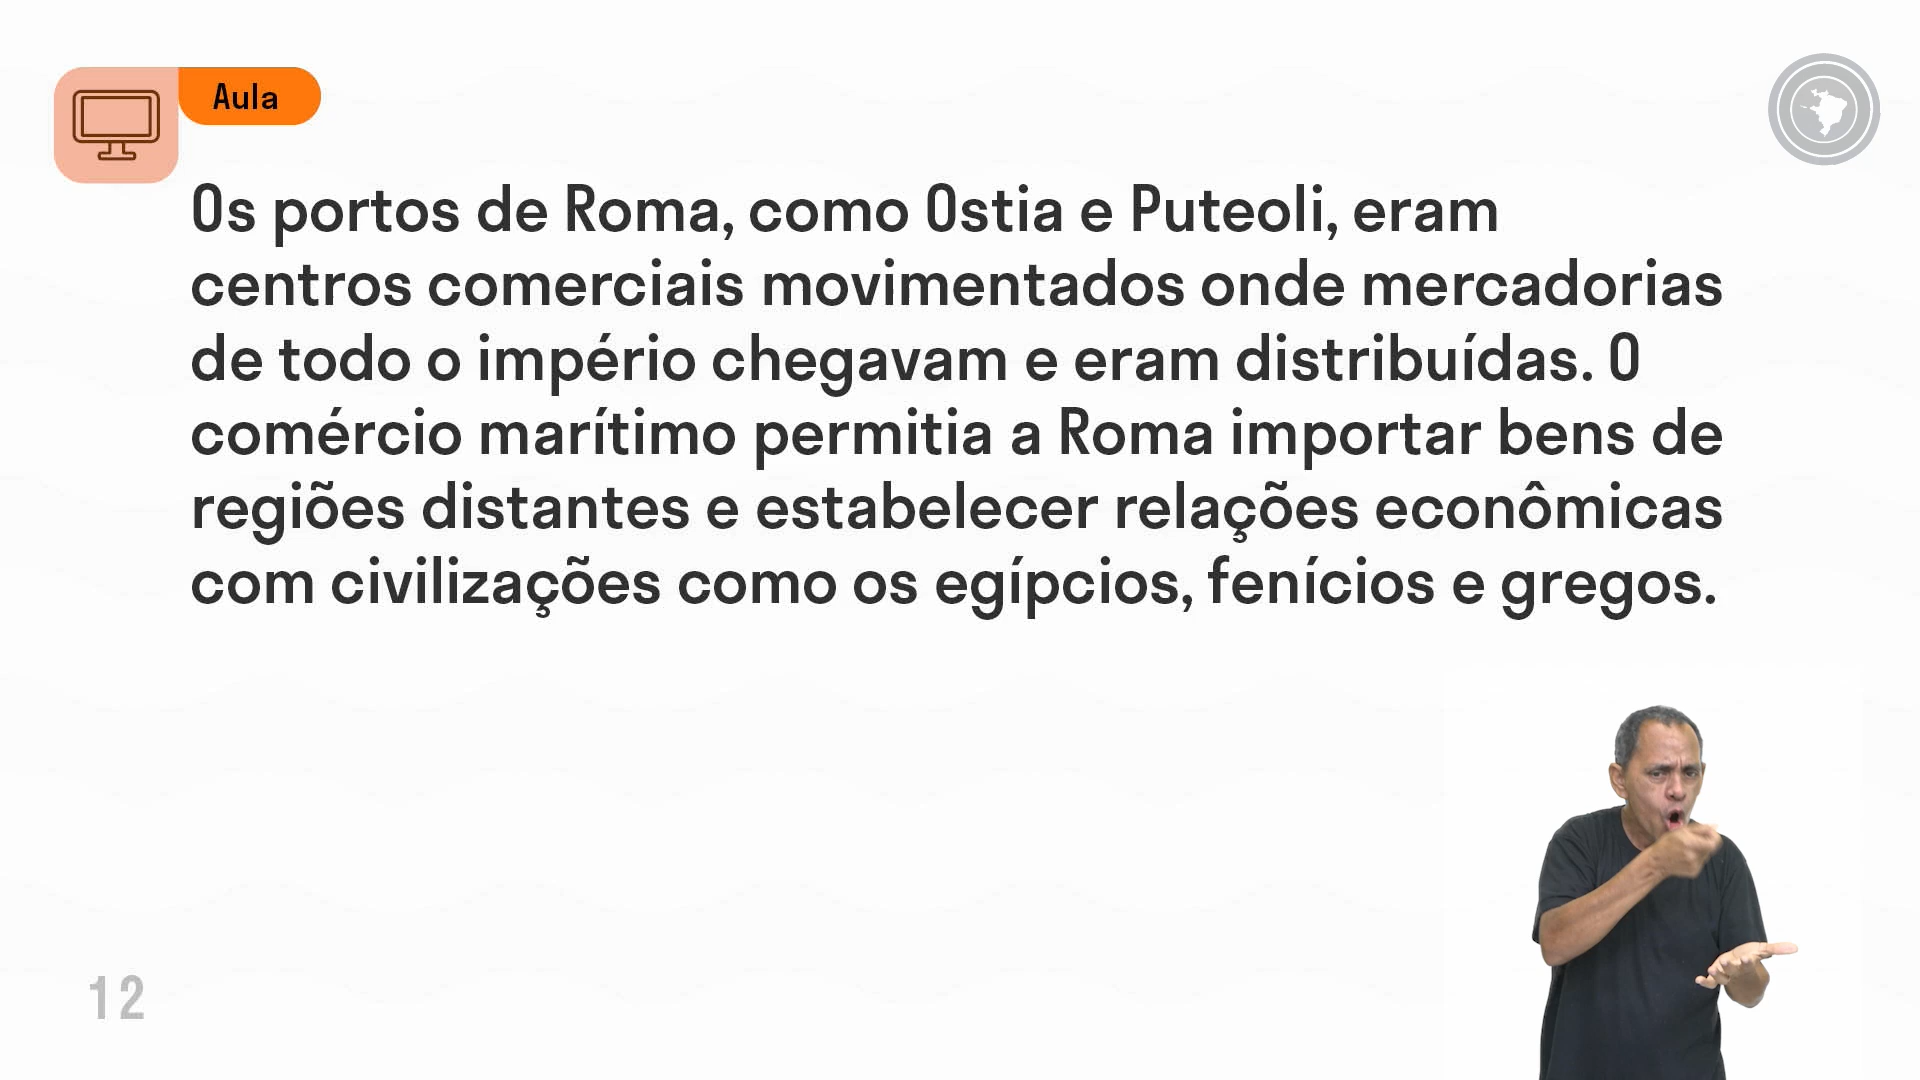 Aula
Os portos de Roma, como Ostia e Puteoli, eram
centros comerciais movimentados onde mercadorias
de todo o império chegavam e eram distribuídas. O
comércio marítimo permitia a Roma importar bens de
regiões distantes e estabelecer relações econômicas
com civilizações como os egípcios, fenícios e gregos.
12